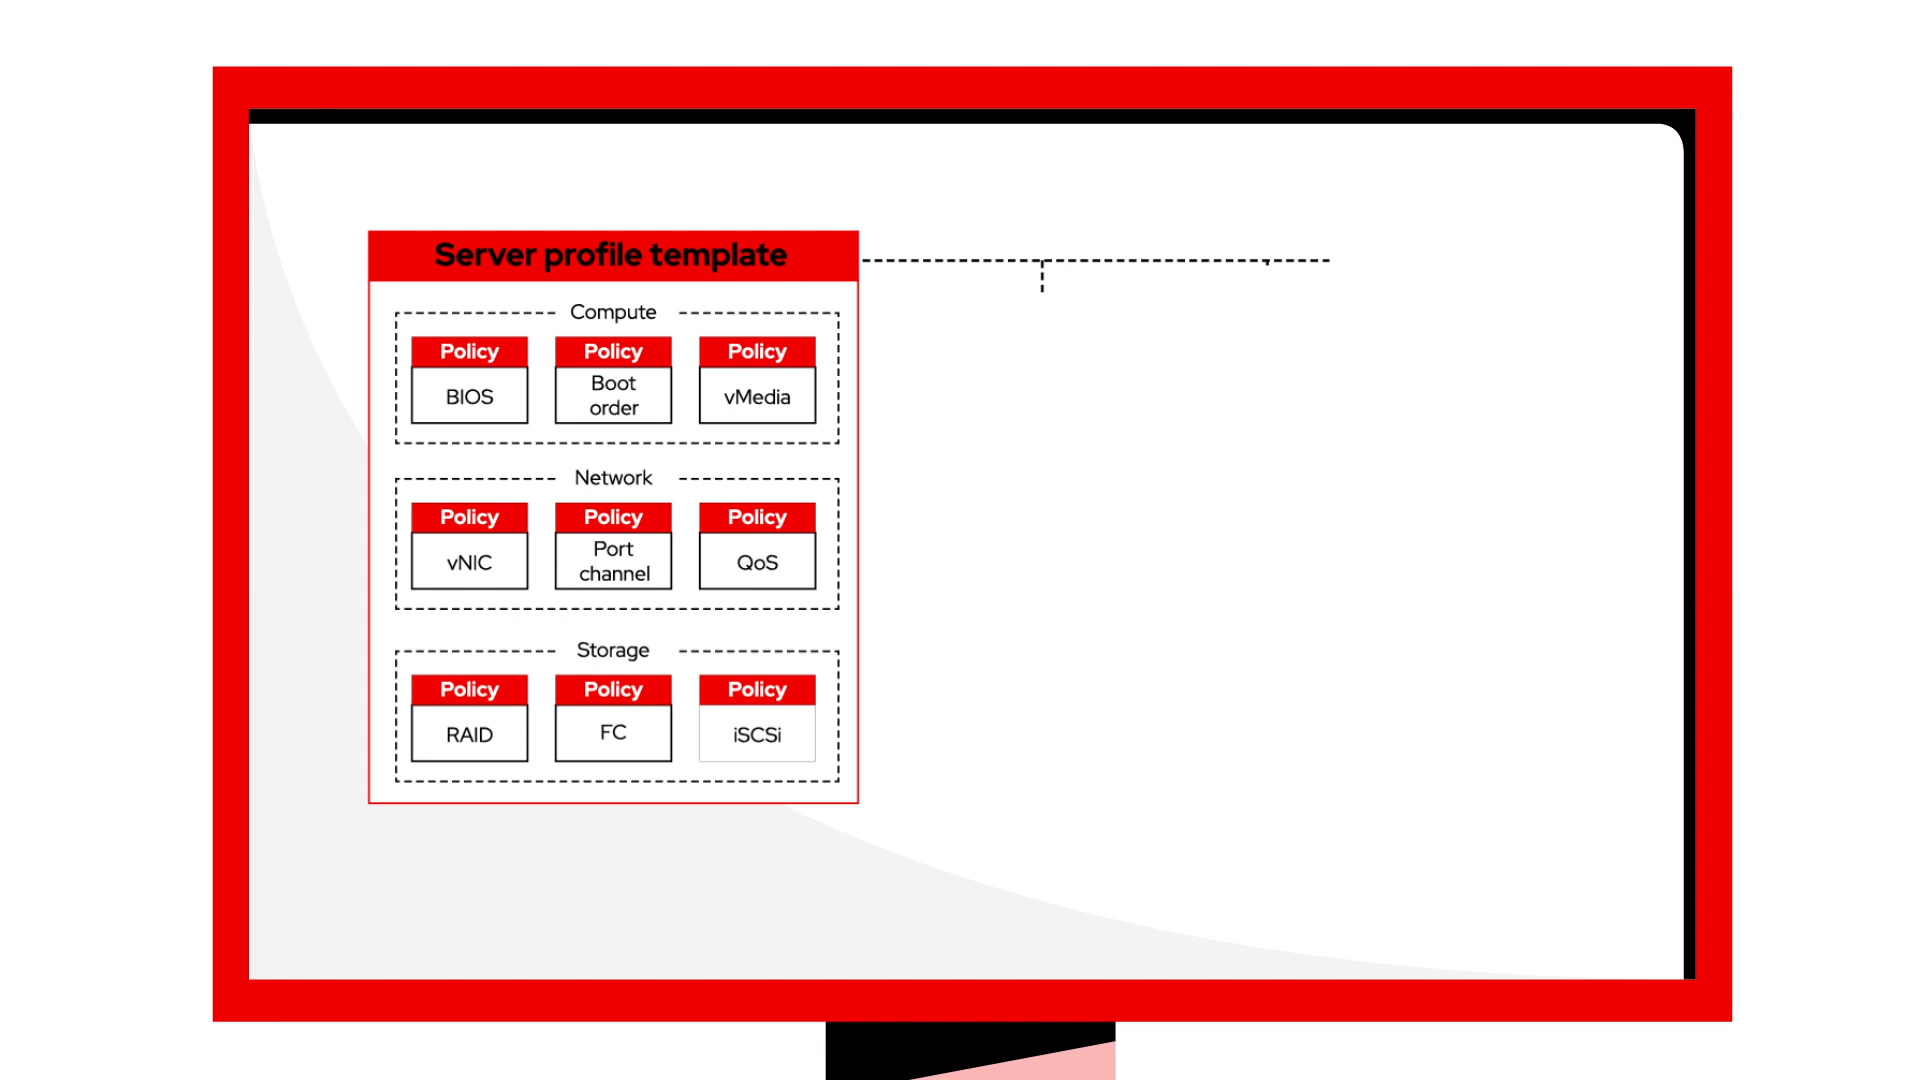 Server profile template
Compute
Policy Policy Policy
BIOS Boot order vMedia
Network
Policy Policy Policy
vNIC Port channel QoS
Storage
Policy Policy Policy
RAID FC iSCSi